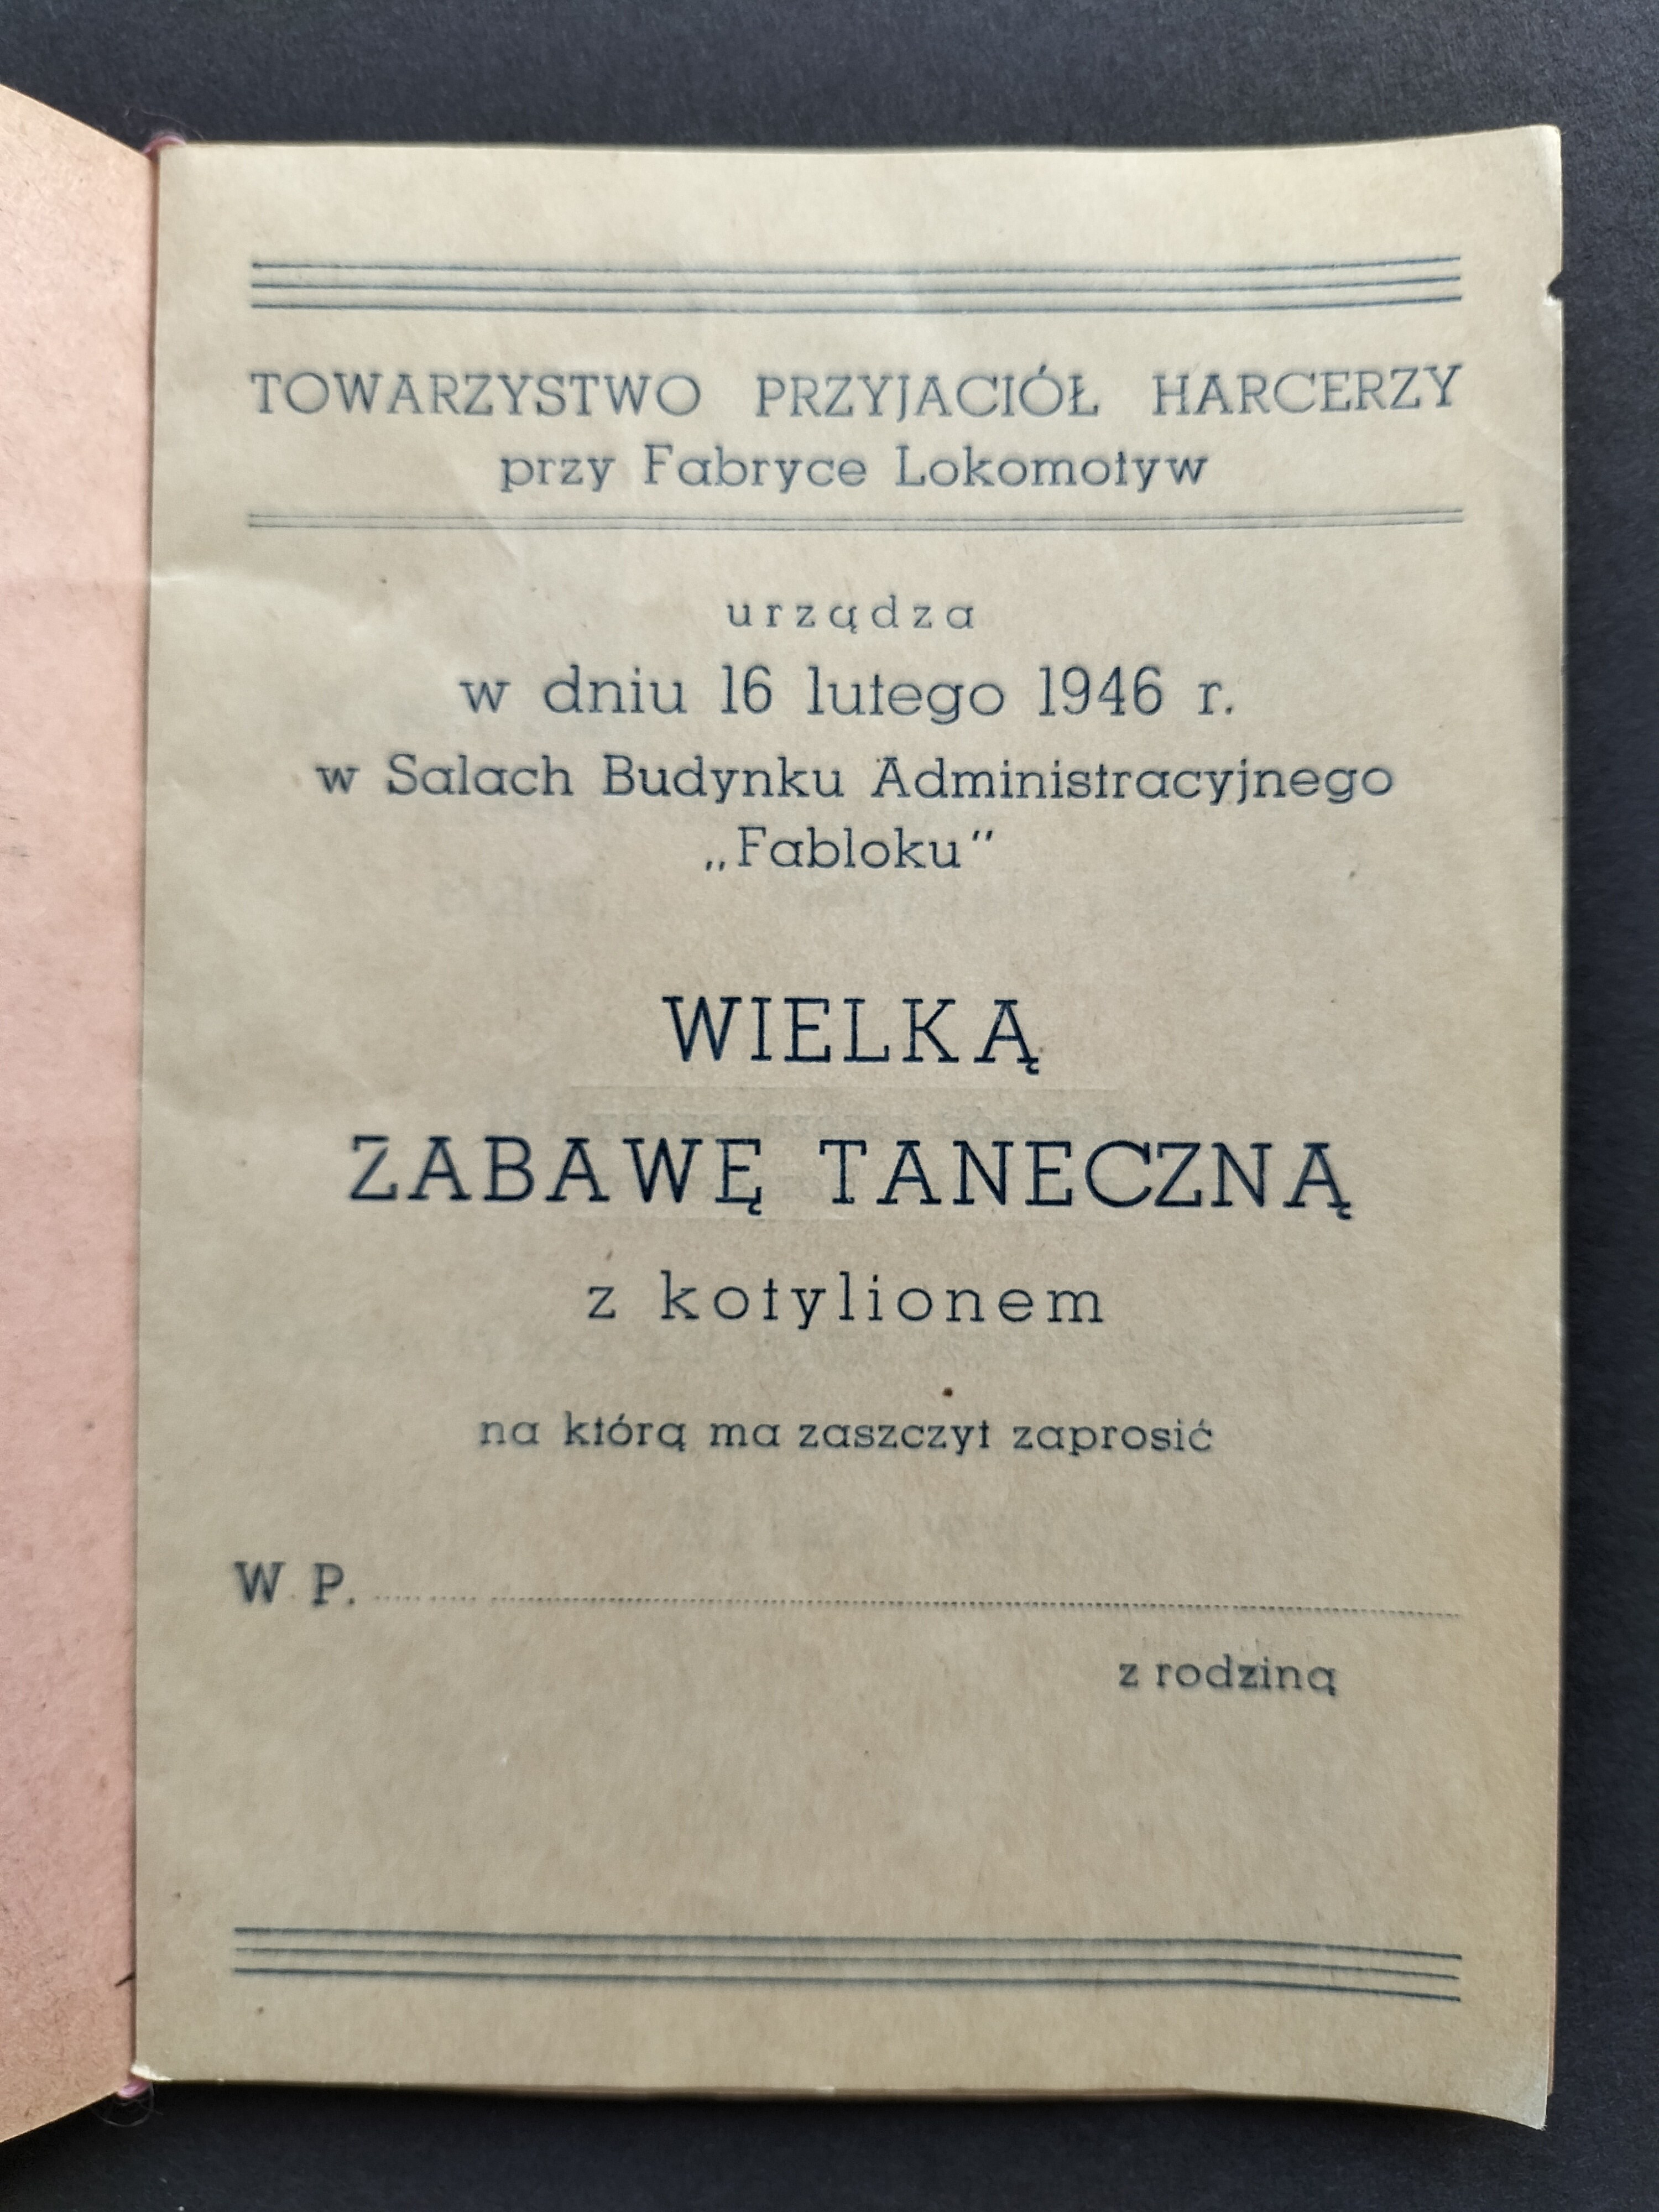 TOWARZYSTWO PRZYJACIÓŁ HARCERZY
przy Fabryce Lokomotyw
urządza
w dniu 16 lutego 1946 r.
w Salach Budynku Administracyjnego
„Fabloku”
WIELKĄ
ZABAWĘ TANECZNĄ
z kotylionem
na którą ma zaszczyt zaprosić
W. P. ........................................................................
z rodziną